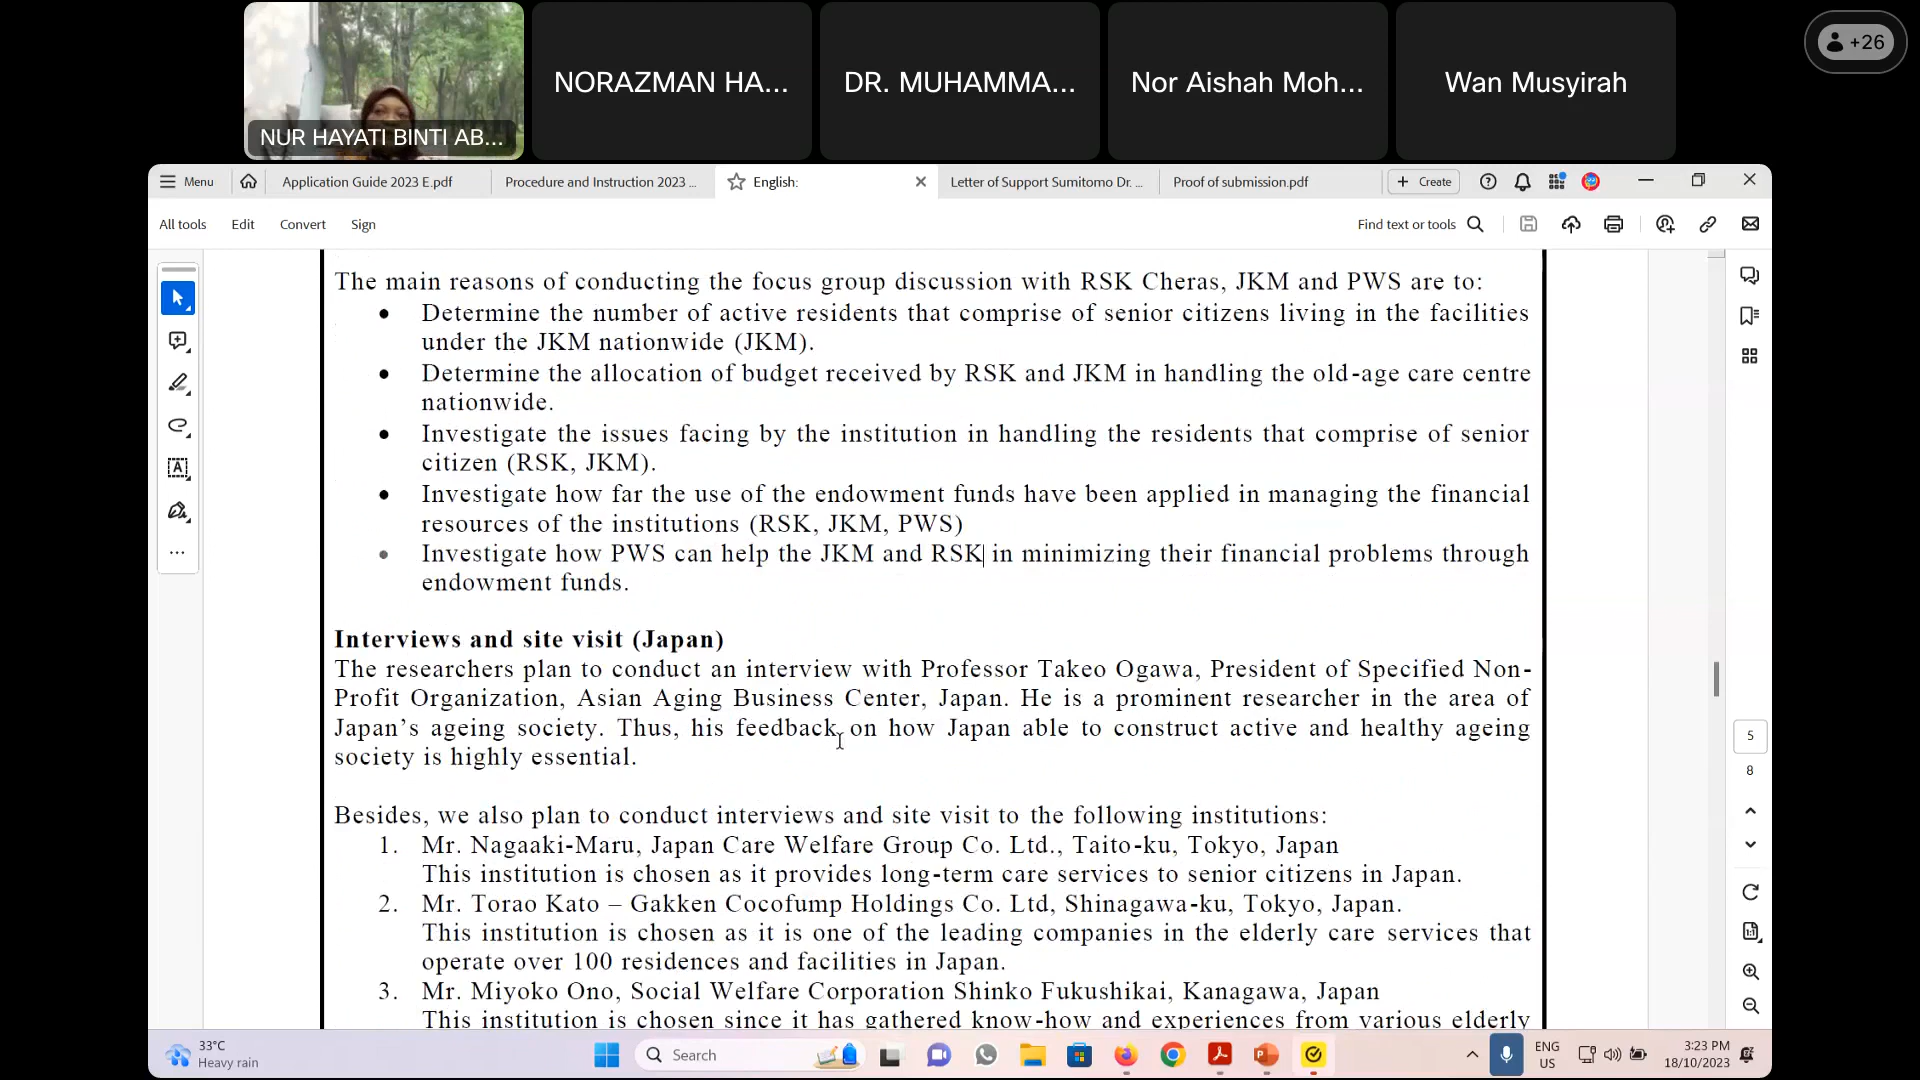 NUR HAYATI BINTI AB...
NORAZMAN HA...
DR. MUHAMMA...
Nor Aishah Moh...
Wan Musyirah
+26
Menu
Application Guide 2023 E.pdf
Procedure and Instruction 2023 ...
English:
Letter of Support Sumitomo Dr. ...
Proof of submission.pdf
Create
All tools
Edit
Convert
Sign
Find text or tools
The main reasons of conducting the focus group discussion with RSK Cheras, JKM and PWS are to:
• Determine the number of active residents that comprise of senior citizens living in the facilities
under the JKM nationwide (JKM).
• Determine the allocation of budget received by RSK and JKM in handling the old-age care centre
nationwide.
• Investigate the issues facing by the institution in handling the residents that comprise of senior
citizen (RSK, JKM).
• Investigate how far the use of the endowment funds have been applied in managing the financial
resources of the institutions (RSK, JKM, PWS)
• Investigate how PWS can help the JKM and RSK in minimizing their financial problems through
endowment funds.
Interviews and site visit (Japan)
The researchers plan to conduct an interview with Professor Takeo Ogawa, President of Specified Non-
Profit Organization, Asian Aging Business Center, Japan. He is a prominent researcher in the area of
Japan's ageing society. Thus, his feedback on how Japan able to construct active and healthy ageing
society is highly essential.
Besides, we also plan to conduct interviews and site visit to the following institutions:
1. Mr. Nagaaki-Maru, Japan Care Welfare Group Co. Ltd., Taito-ku, Tokyo, Japan
This institution is chosen as it provides long-term care services to senior citizens in Japan.
2. Mr. Torao Kato – Gakken Cocofump Holdings Co. Ltd, Shinagawa-ku, Tokyo, Japan.
This institution is chosen as it is one of the leading companies in the elderly care services that
operate over 100 residences and facilities in Japan.
3. Mr. Miyoko Ono, Social Welfare Corporation Shinko Fukushikai, Kanagawa, Japan
This institution is chosen since it has gathered know-how and experiences from various elderly
5
8
33°C
Heavy rain
Search
ENG
US
3:23 PM
18/10/2023